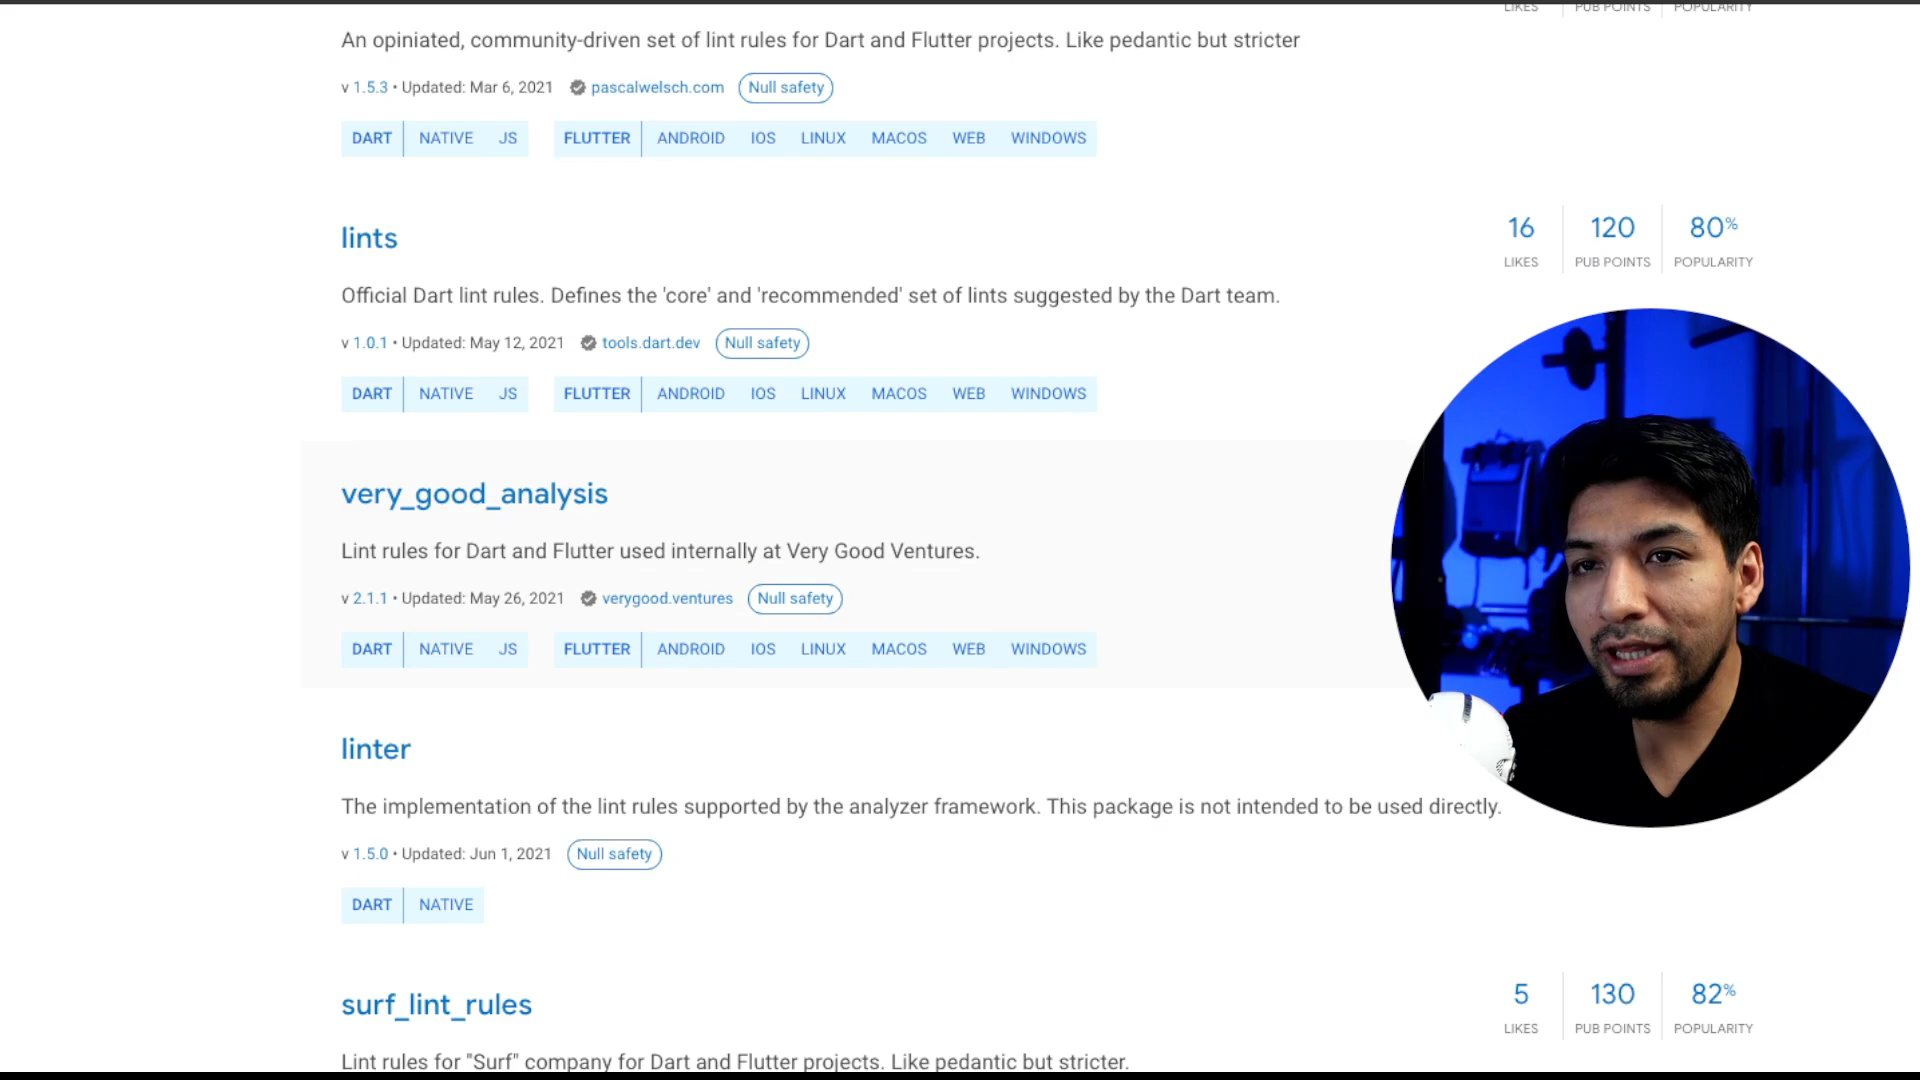 LIKES PUB POINTS POPULARITY
An opiniated, community-driven set of lint rules for Dart and Flutter projects. Like pedantic but stricter
v 1.5.3 • Updated: Mar 6, 2021 pascalwelsch.com Null safety
DART NATIVE JS FLUTTER ANDROID IOS LINUX MACOS WEB WINDOWS
lints
16 120 80%
LIKES PUB POINTS POPULARITY
Official Dart lint rules. Defines the 'core' and 'recommended' set of lints suggested by the Dart team.
v 1.0.1 • Updated: May 12, 2021 tools.dart.dev Null safety
DART NATIVE JS FLUTTER ANDROID IOS LINUX MACOS WEB WINDOWS
very_good_analysis
Lint rules for Dart and Flutter used internally at Very Good Ventures.
v 2.1.1 • Updated: May 26, 2021 verygood.ventures Null safety
DART NATIVE JS FLUTTER ANDROID IOS LINUX MACOS WEB WINDOWS
linter
The implementation of the lint rules supported by the analyzer framework. This package is not intended to be used directly.
v 1.5.0 • Updated: Jun 1, 2021 Null safety
DART NATIVE
surf_lint_rules
5 130 82%
LIKES PUB POINTS POPULARITY
Lint rules for "Surf" company for Dart and Flutter projects. Like pedantic but stricter.